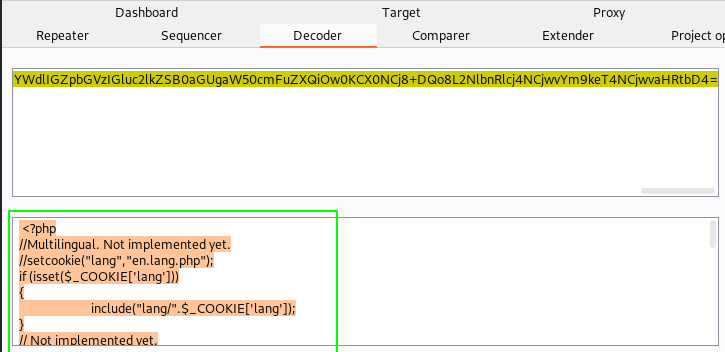 Dashboard Target Proxy
Repeater Sequencer Decoder Comparer Extender Project op
YWdlIGZpbGVzIGluc2lkZSB0aGUgaW50cmFuZXQiOw0KCX0NCj8+DQo8L2NlbnRlcj4NCjwvYm9keT4NCjwvaHRtbD4=
<?php
//Multilingual. Not implemented yet.
//setcookie("lang","en.lang.php");
if (isset($_COOKIE['lang']))
{
include("lang/".$_COOKIE['lang']);
}
// Not implemented yet.